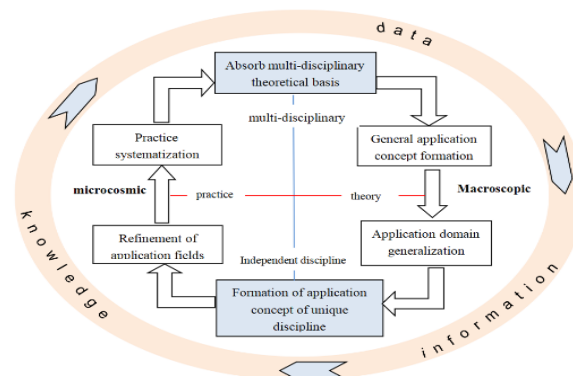 data
Absorb multi-disciplinary
theoretical basis
multi-disciplinary
Practice
systematization
General application
concept formation
microcosmic
practice
theory
Macroscopic
Refinement of
application fields
Application domain
generalization
Independent discipline
Formation of application
concept of unique
discipline
knowledge
information